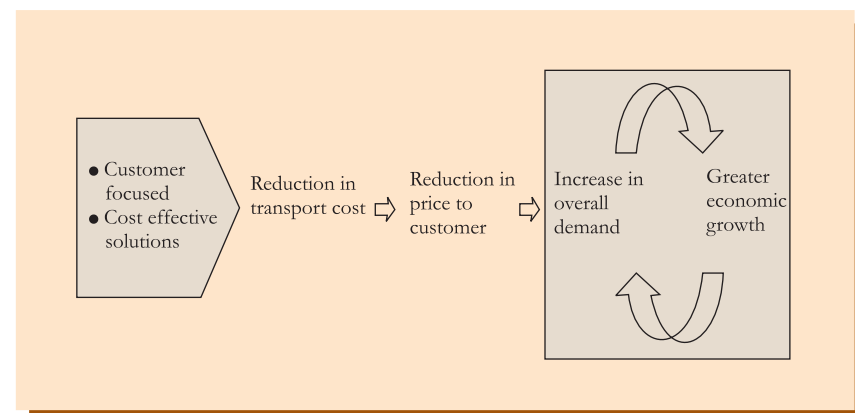 ● Customer
focused
● Cost effective
solutions
Reduction in
transport cost
Reduction in
price to
customer
Increase in
overall
demand
Greater
economic
growth